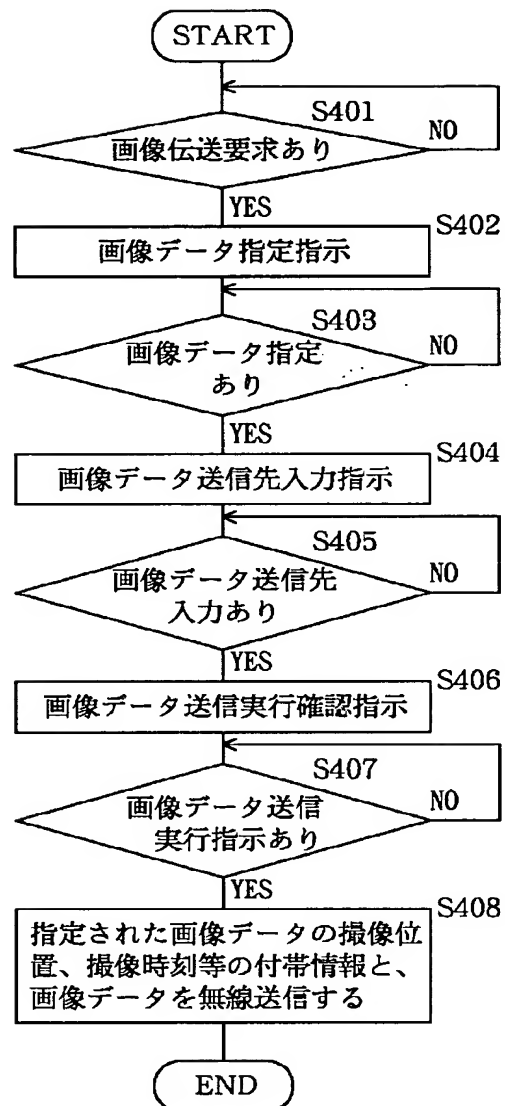 START
S401
画像伝送要求あり
NO
YES
S402
画像データ指定指示
S403
画像データ指定
あり
NO
YES
S404
画像データ送信先入力指示
S405
画像データ送信先
入力あり
NO
YES
S406
画像データ送信実行確認指示
S407
画像データ送信
実行指示あり
NO
YES
S408
指定された画像データの撮像位
置、撮像時刻等の付帯情報と、
画像データを無線送信する
END